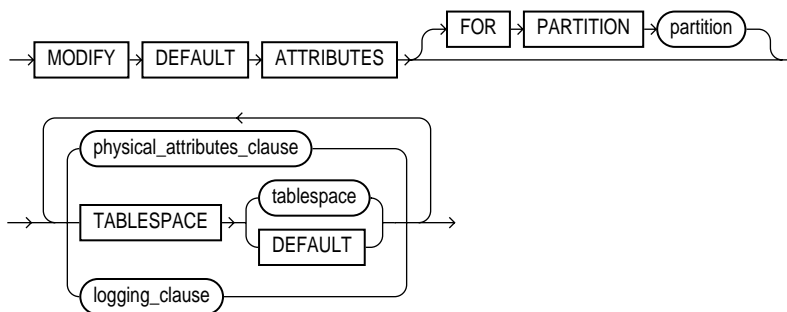 MODIFY DEFAULT ATTRIBUTES FOR PARTITION partition
physical_attributes_clause
TABLESPACE tablespace
DEFAULT
logging_clause